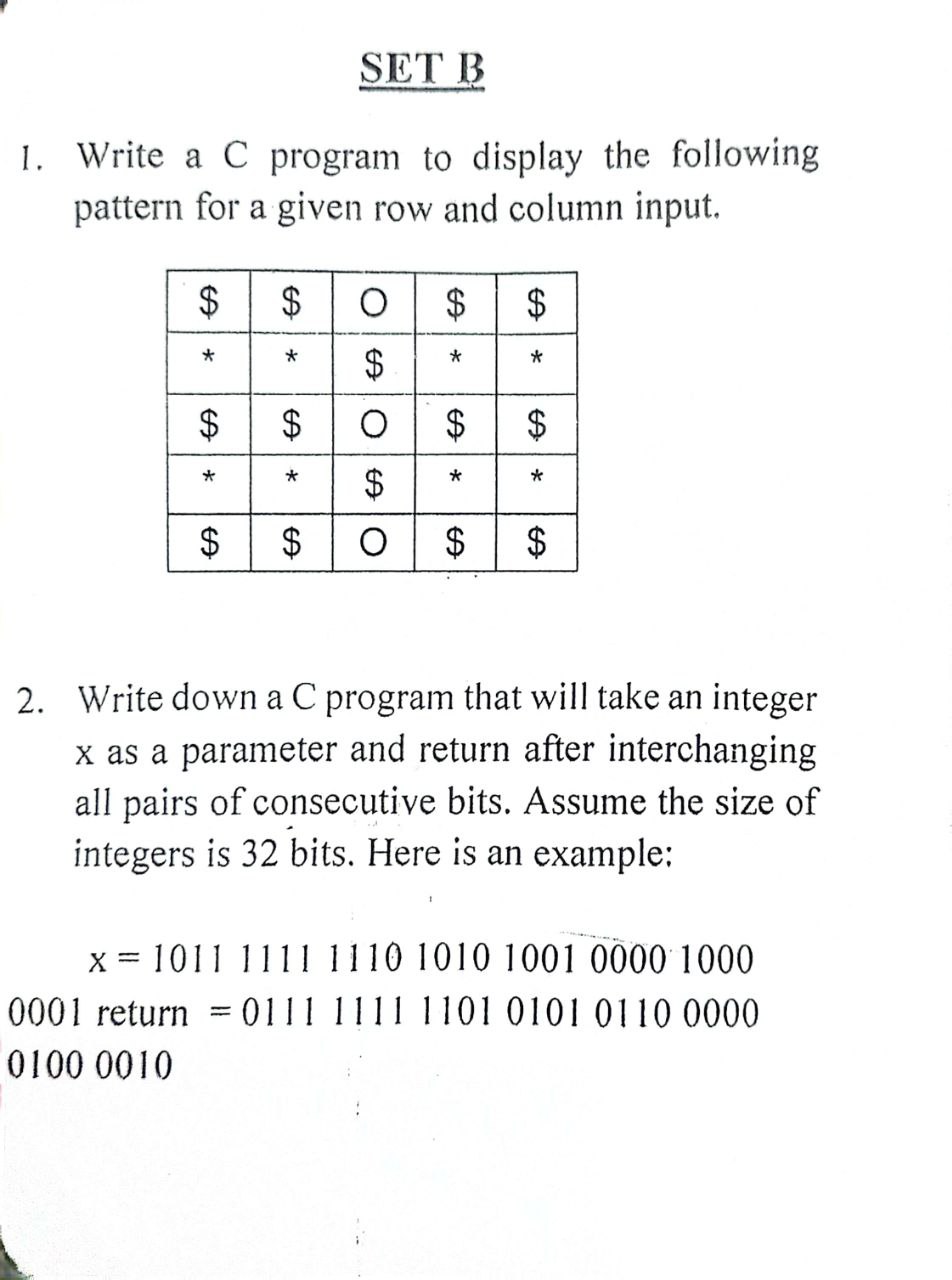 SET B
1. Write a C program to display the following
pattern for a given row and column input.
$ $ O $ $
* * $ * *
$ $ O $ $
* * $ * *
$ $ O $ $
2. Write down a C program that will take an integer
x as a parameter and return after interchanging
all pairs of consecutive bits. Assume the size of
integers is 32 bits. Here is an example:
x = 1011 1111 1110 1010 1001 0000 1000
0001 return = 0111 1111 1101 0101 0110 0000
0100 0010